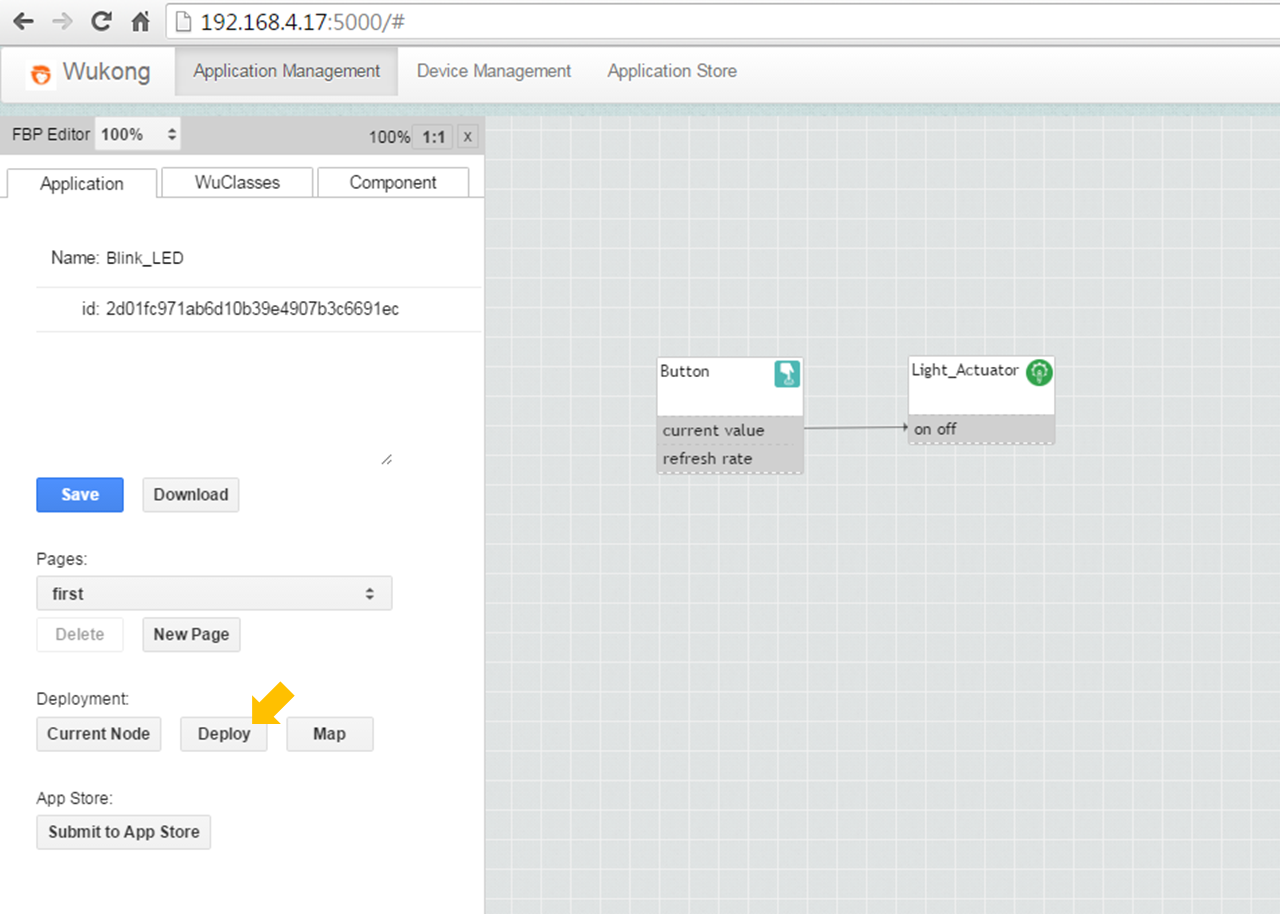 192.168.4.17:5000/#
Wukong Application Management Device Management Application Store
FBP Editor 100% 100% 1:1 x
Application WuClasses Component
Name: Blink_LED
id: 2d01fc971ab6d10b39e4907b3c6691ec
Button
current value
refresh rate
Light_Actuator
on off
Save Download
Pages:
first
Delete New Page
Deployment:
Current Node Deploy Map
App Store:
Submit to App Store